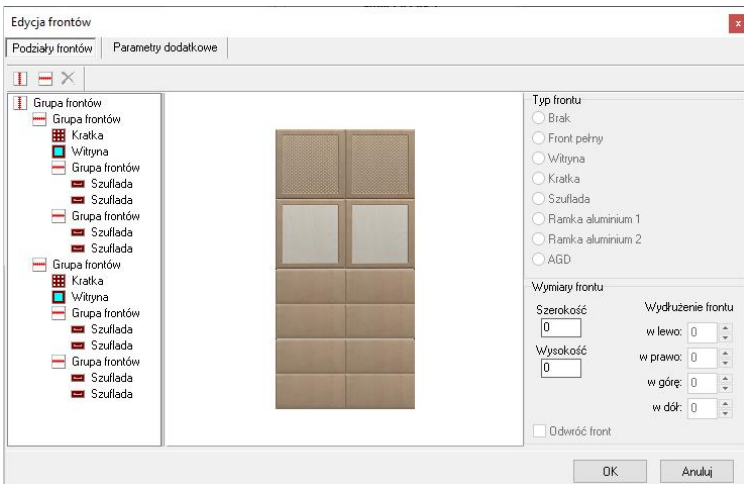 Edycja frontów
x
Podziały frontów Parametry dodatkowe
Grupa frontów
Grupa frontów
Kratka
Witryna
Grupa frontów
Szuflada
Szuflada
Grupa frontów
Szuflada
Szuflada
Grupa frontów
Kratka
Witryna
Grupa frontów
Szuflada
Szuflada
Grupa frontów
Szuflada
Szuflada
Typ frontu
Brak
Front pełny
Witryna
Kratka
Szuflada
Ramka aluminium 1
Ramka aluminium 2
AGD
Wymiary frontu
Szerokość
0
Wysokość
0
Wydłużenie frontu
w lewo: 0
w prawo: 0
w górę: 0
w dół: 0
Odwróć front
OK Anuluj